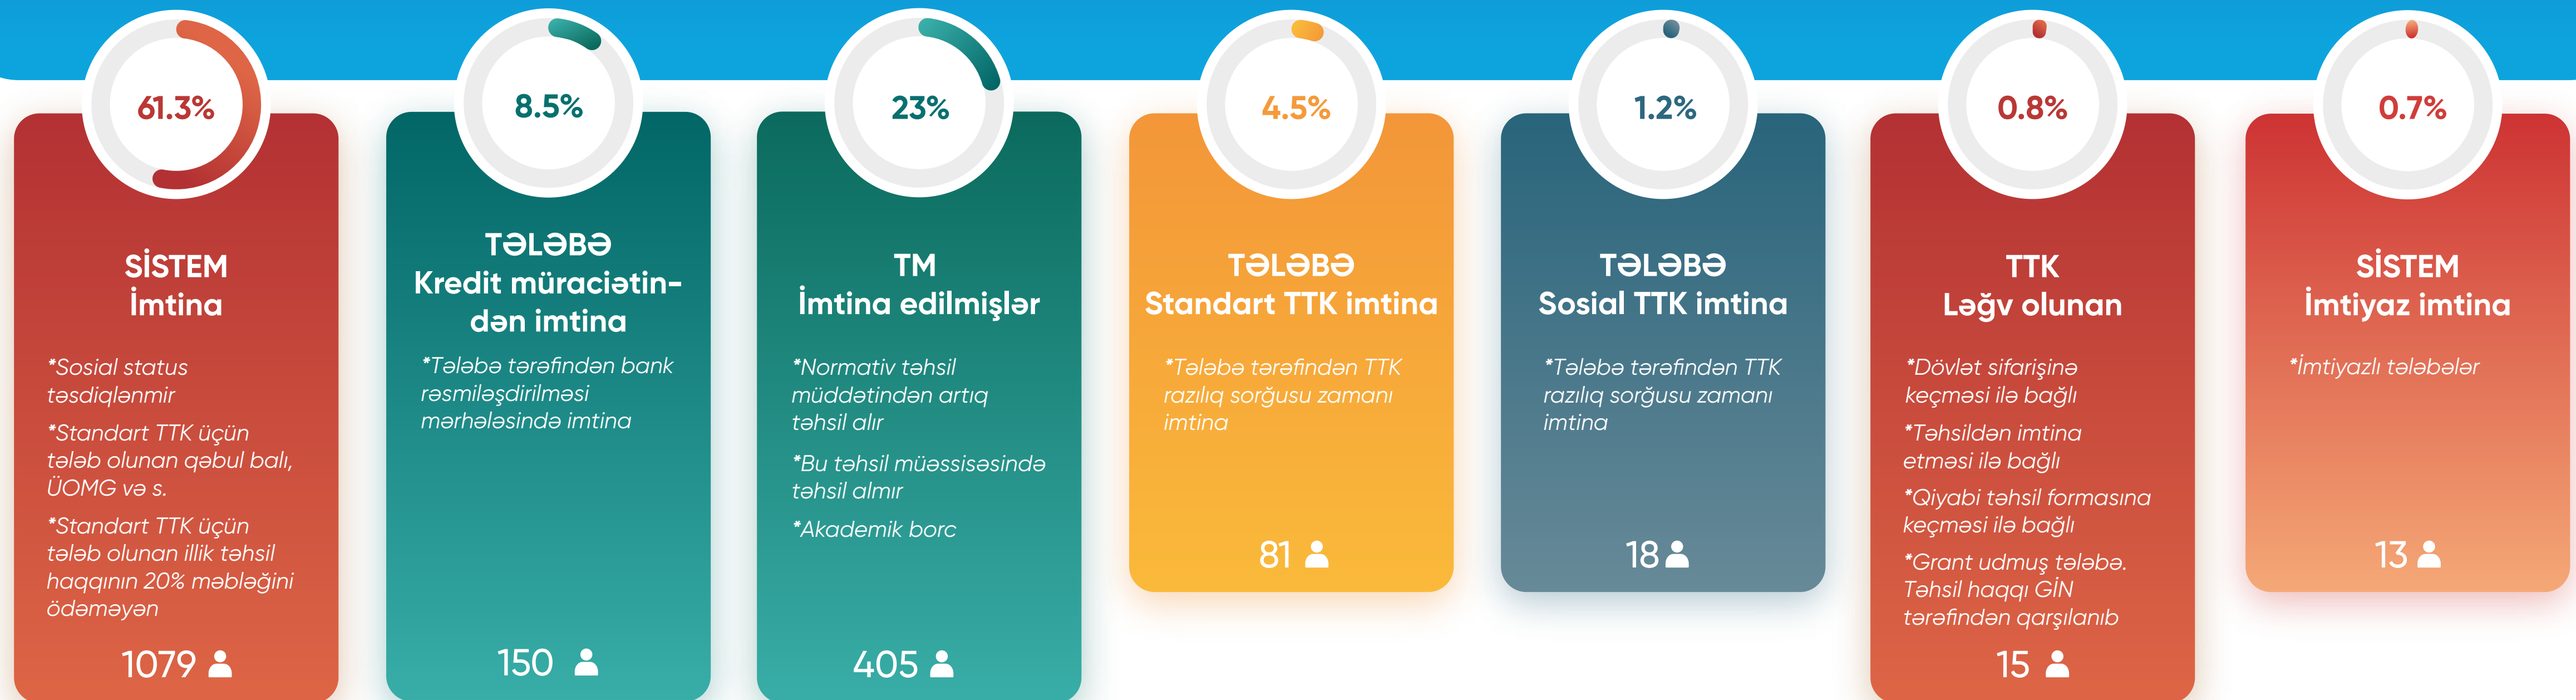 61.3%
SİSTEM
İmtina
*Sosial status
təsdiqlənmir
*Standart TTK üçün
tələb olunan qəbul balı,
ÜOMG və s.
*Standart TTK üçün
tələb olunan illik təhsil
haqqının 20% məbləğini
ödəməyən
1079
8.5%
TƏLƏBƏ
Kredit müraciətin-
dən imtina
*Tələbə tərəfindən bank
rəsmiləşdirilməsi
mərhələsində imtina
150
23%
TM
İmtina edilmişlər
*Normativ təhsil
müddətindən artıq
təhsil alır
*Bu təhsil müəssisəsində
təhsil almır
*Akademik borc
405
4.5%
TƏLƏBƏ
Standart TTK imtina
*Tələbə tərəfindən TTK
razılıq sorğusu zamanı
imtina
81
1.2%
TƏLƏBƏ
Sosial TTK imtina
*Tələbə tərəfindən TTK
razılıq sorğusu zamanı
imtina
18
0.8%
TTK
Ləğv olunan
*Dövlət sifarişinə
keçməsi ilə bağlı
*Təhsildən imtina
etməsi ilə bağlı
*Qiyabi təhsil formasına
keçməsi ilə bağlı
*Grant udmuş tələbə.
Təhsil haqqı GİN
tərəfindən qarşılanıb
15
0.7%
SİSTEM
İmtiyaz imtina
*İmtiyazlı tələbələr
13